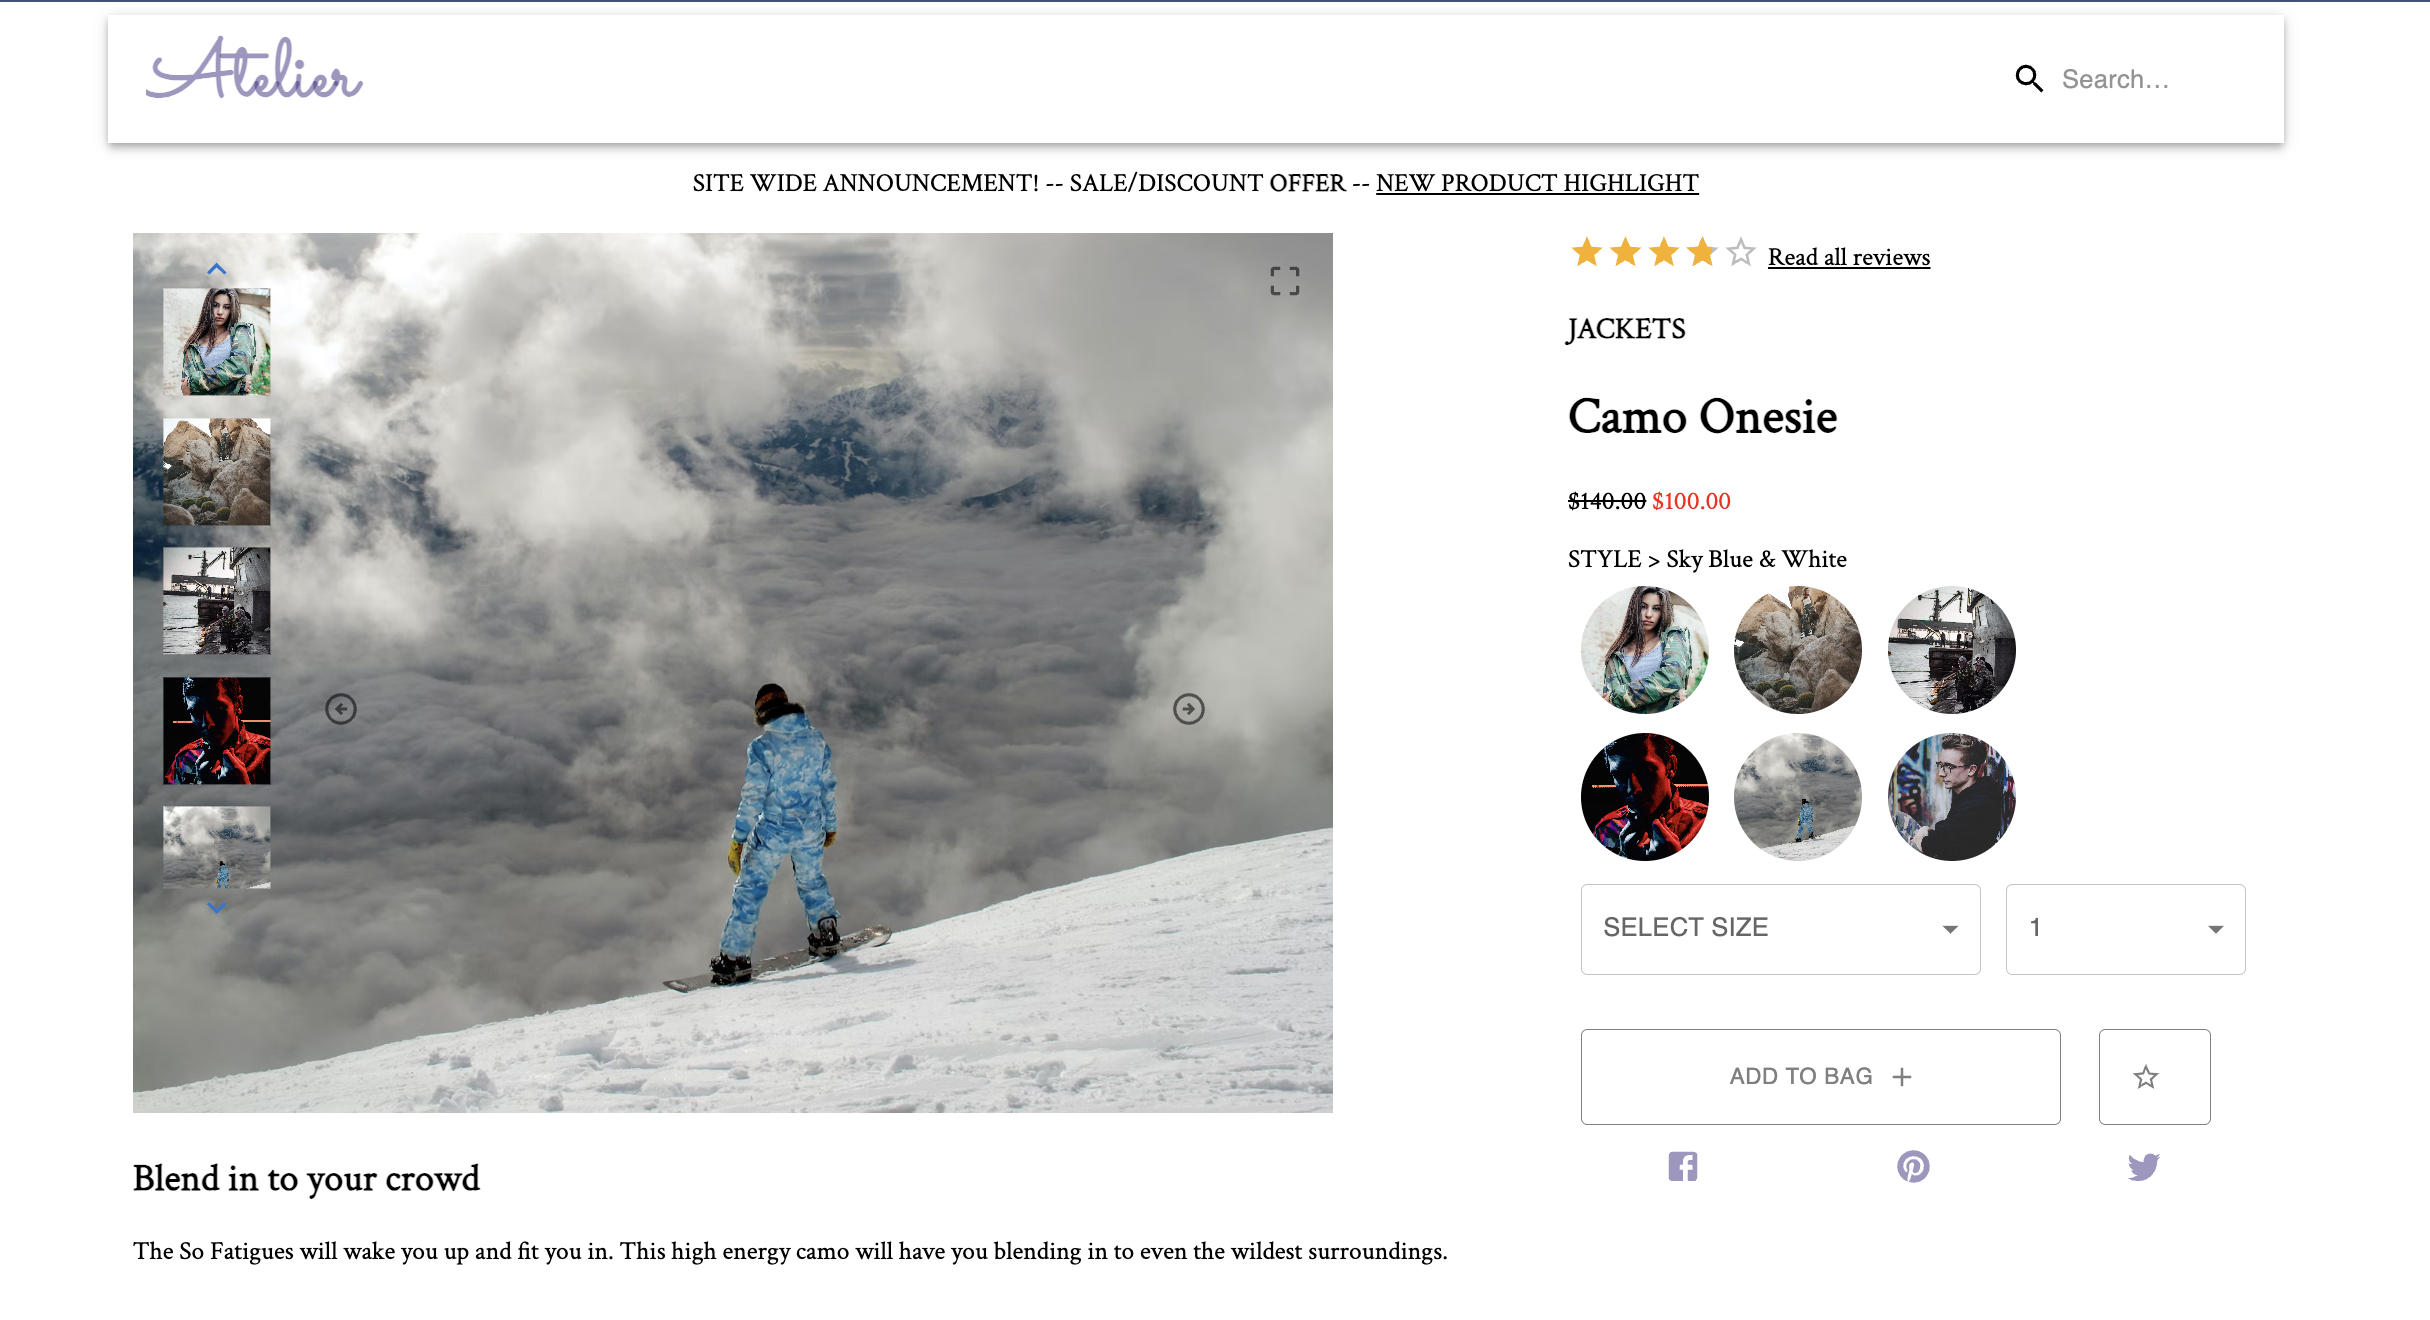 Atelier
Search...
SITE WIDE ANNOUNCEMENT! -- SALE/DISCOUNT OFFER -- NEW PRODUCT HIGHLIGHT
Read all reviews
JACKETS
Camo Onesie
$140.00 $100.00
STYLE > Sky Blue & White
SELECT SIZE
1
ADD TO BAG +
Blend in to your crowd
The So Fatigues will wake you up and fit you in. This high energy camo will have you blending in to even the wildest surroundings.